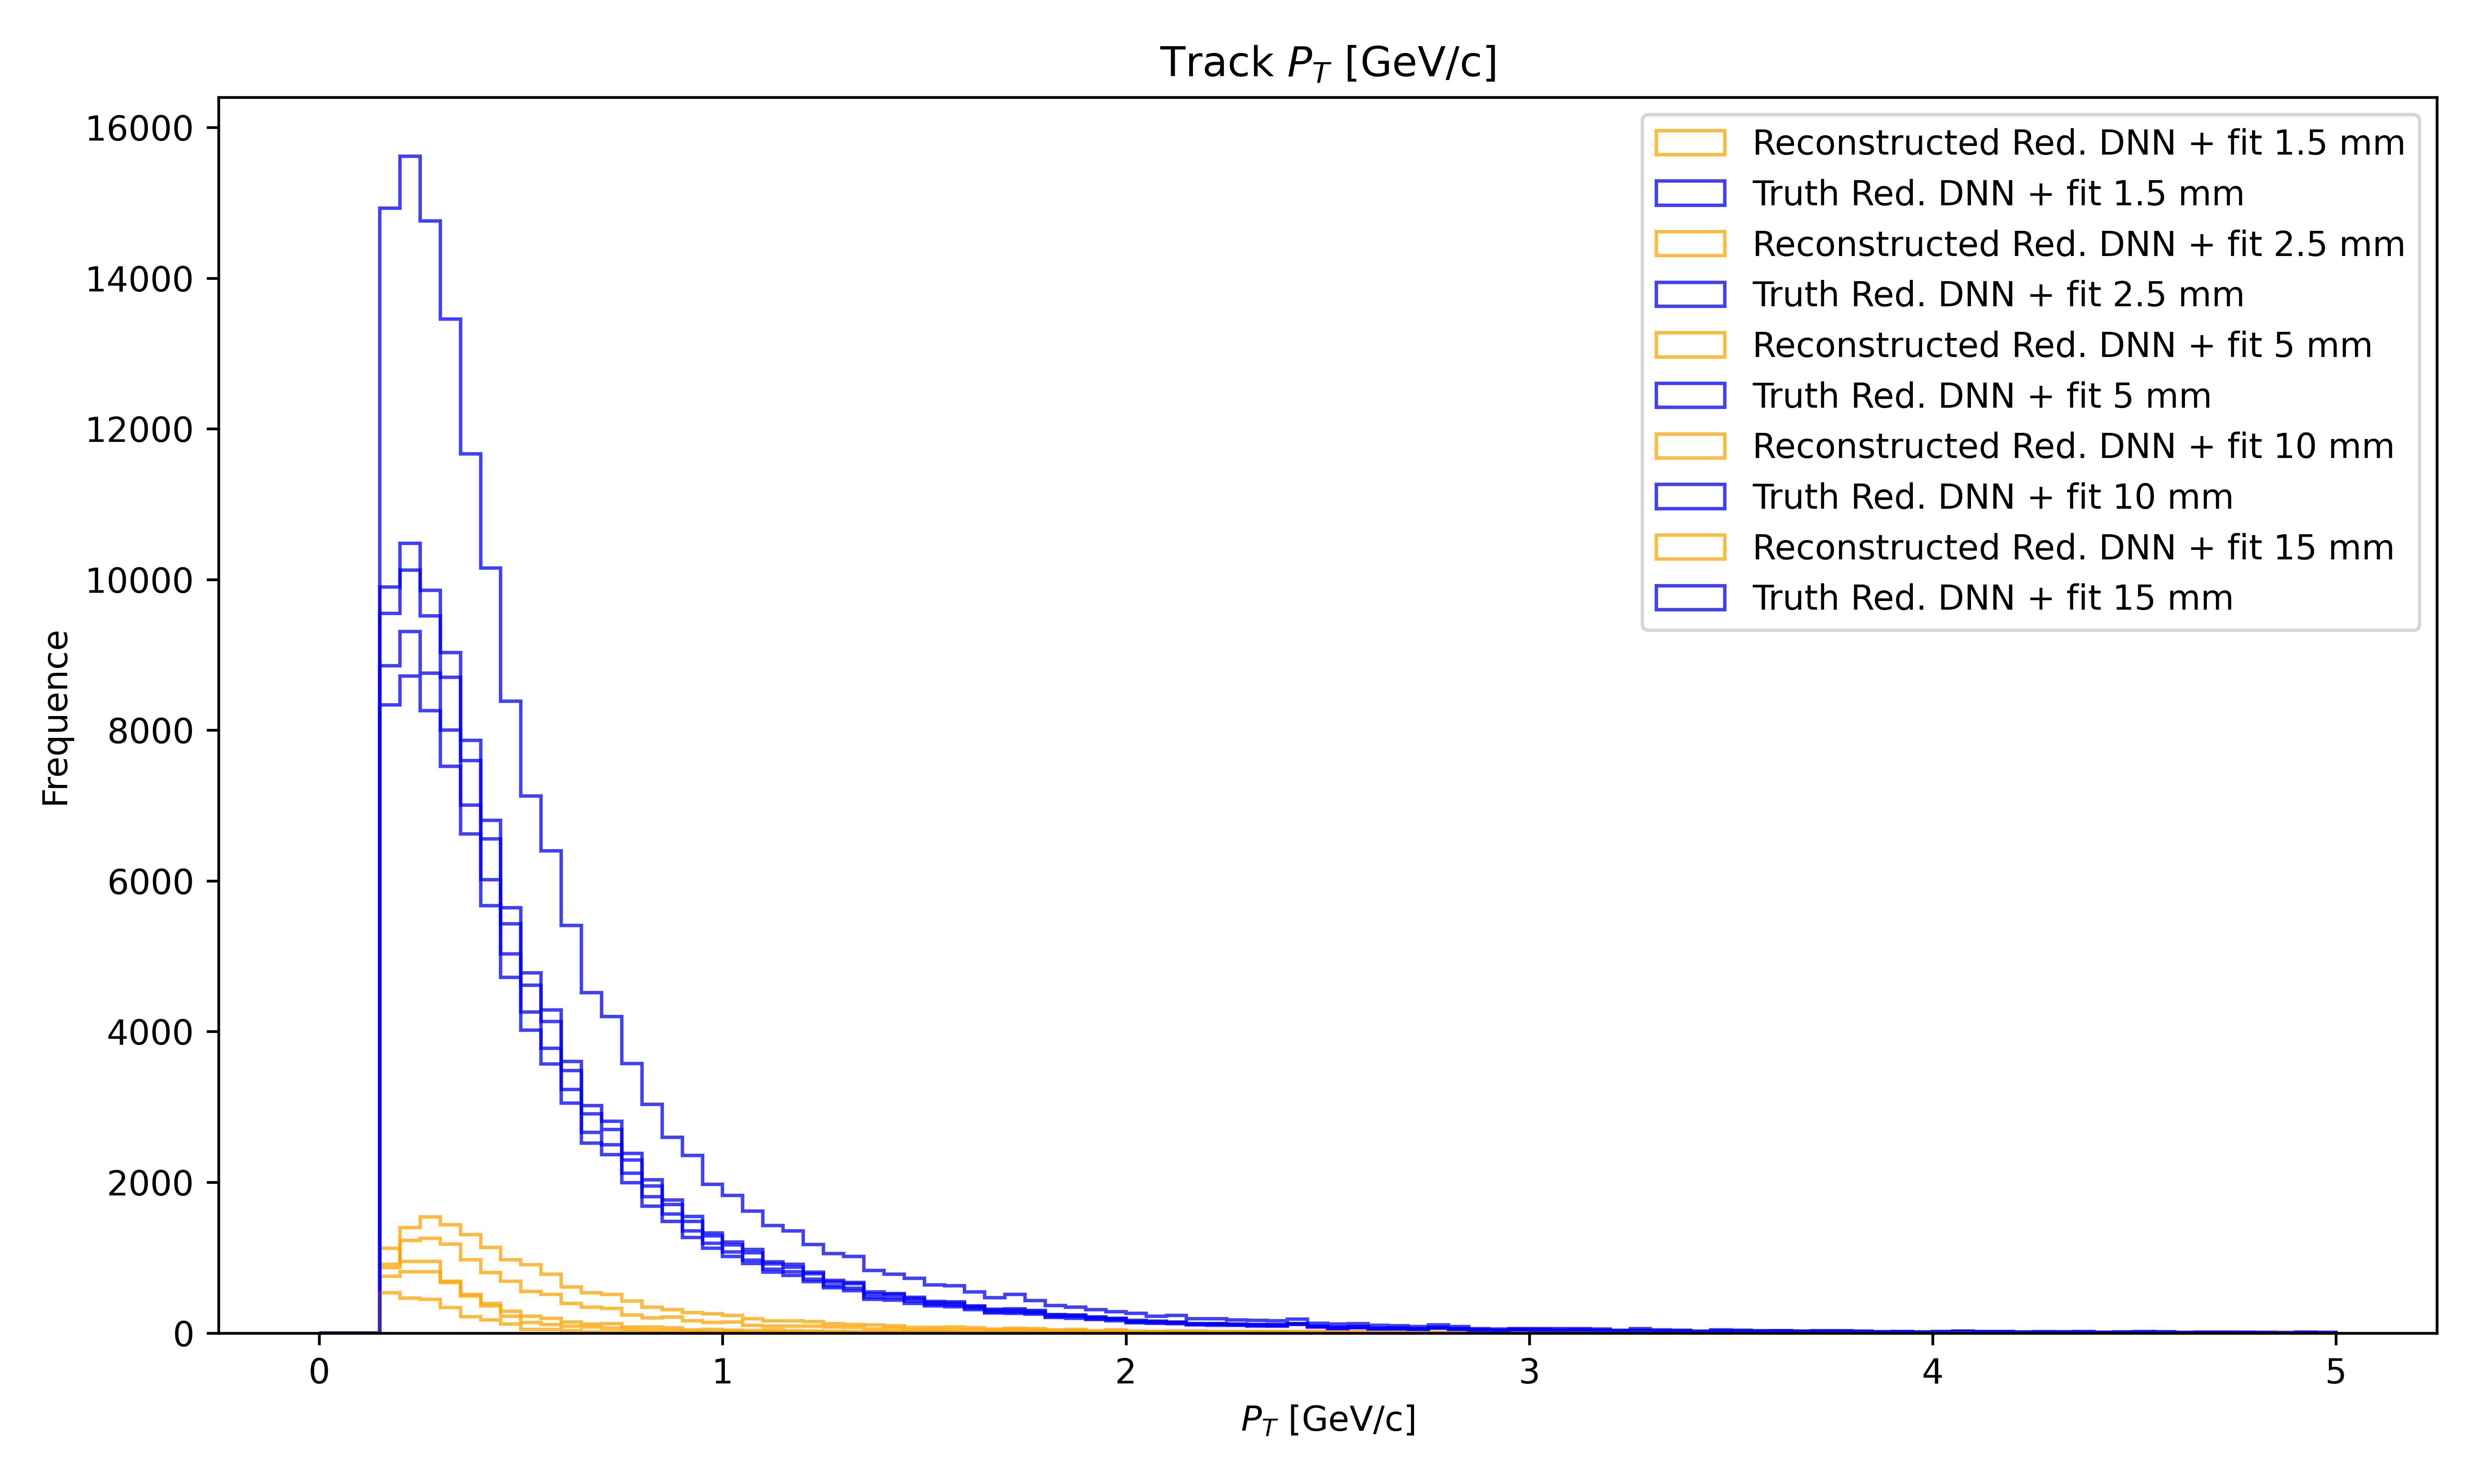 Track P_T [GeV/c]
16000
14000
12000
10000
8000
6000
4000
2000
0
Frequence
Reconstructed Red. DNN + fit 1.5 mm
Truth Red. DNN + fit 1.5 mm
Reconstructed Red. DNN + fit 2.5 mm
Truth Red. DNN + fit 2.5 mm
Reconstructed Red. DNN + fit 5 mm
Truth Red. DNN + fit 5 mm
Reconstructed Red. DNN + fit 10 mm
Truth Red. DNN + fit 10 mm
Reconstructed Red. DNN + fit 15 mm
Truth Red. DNN + fit 15 mm
0 1 2 3 4 5
P_T [GeV/c]